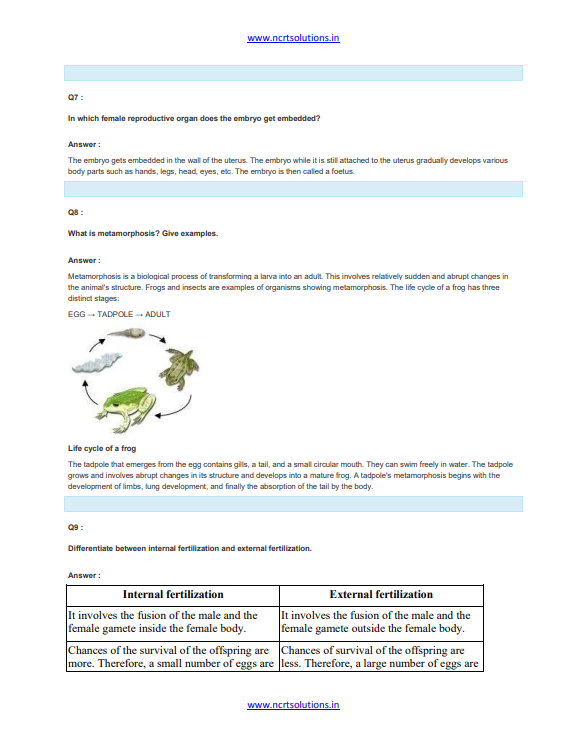 www.ncrtsolutions.in
Q7 :
In which female reproductive organ does the embryo get embedded?
Answer :
The embryo gets embedded in the wall of the uterus. The embryo while it is still attached to the uterus gradually develops various
body parts such as hands, legs, head, eyes, etc. The embryo is then called a foetus.
Q8 :
What is metamorphosis? Give examples.
Answer :
Metamorphosis is a biological process of transforming a larva into an adult. This involves relatively sudden and abrupt changes in
the animal's structure. Frogs and insects are examples of organisms showing metamorphosis. The life cycle of a frog has three
distinct stages:
EGG → TADPOLE → ADULT
Life cycle of a frog
The tadpole that emerges from the egg contains gills, a tail, and a small circular mouth. They can swim freely in water. The tadpole
grows and involves abrupt changes in its structure and develops into a mature frog. A tadpole's metamorphosis begins with the
development of limbs, lung development, and finally the absorption of the tail by the body.
Q9 :
Differentiate between internal fertilization and external fertilization.
Answer :
Internal fertilization External fertilization
It involves the fusion of the male and the It involves the fusion of the male and the
female gamete inside the female body. female gamete outside the female body.
Chances of the survival of the offspring are Chances of the survival of the offspring are
more. Therefore, a small number of eggs are less. Therefore, a large number of eggs are
www.ncrtsolutions.in